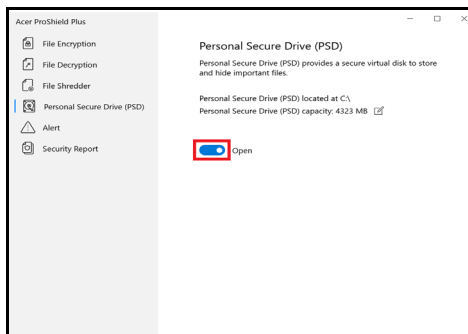 Acer ProShield Plus
File Encryption
File Decryption
File Shredder
Personal Secure Drive (PSD)
Alert
Security Report
Personal Secure Drive (PSD)
Personal Secure Drive (PSD) provides a secure virtual disk to store
and hide important files.
Personal Secure Drive (PSD) located at C:\
Personal Secure Drive (PSD) capacity: 4323 MB
Open